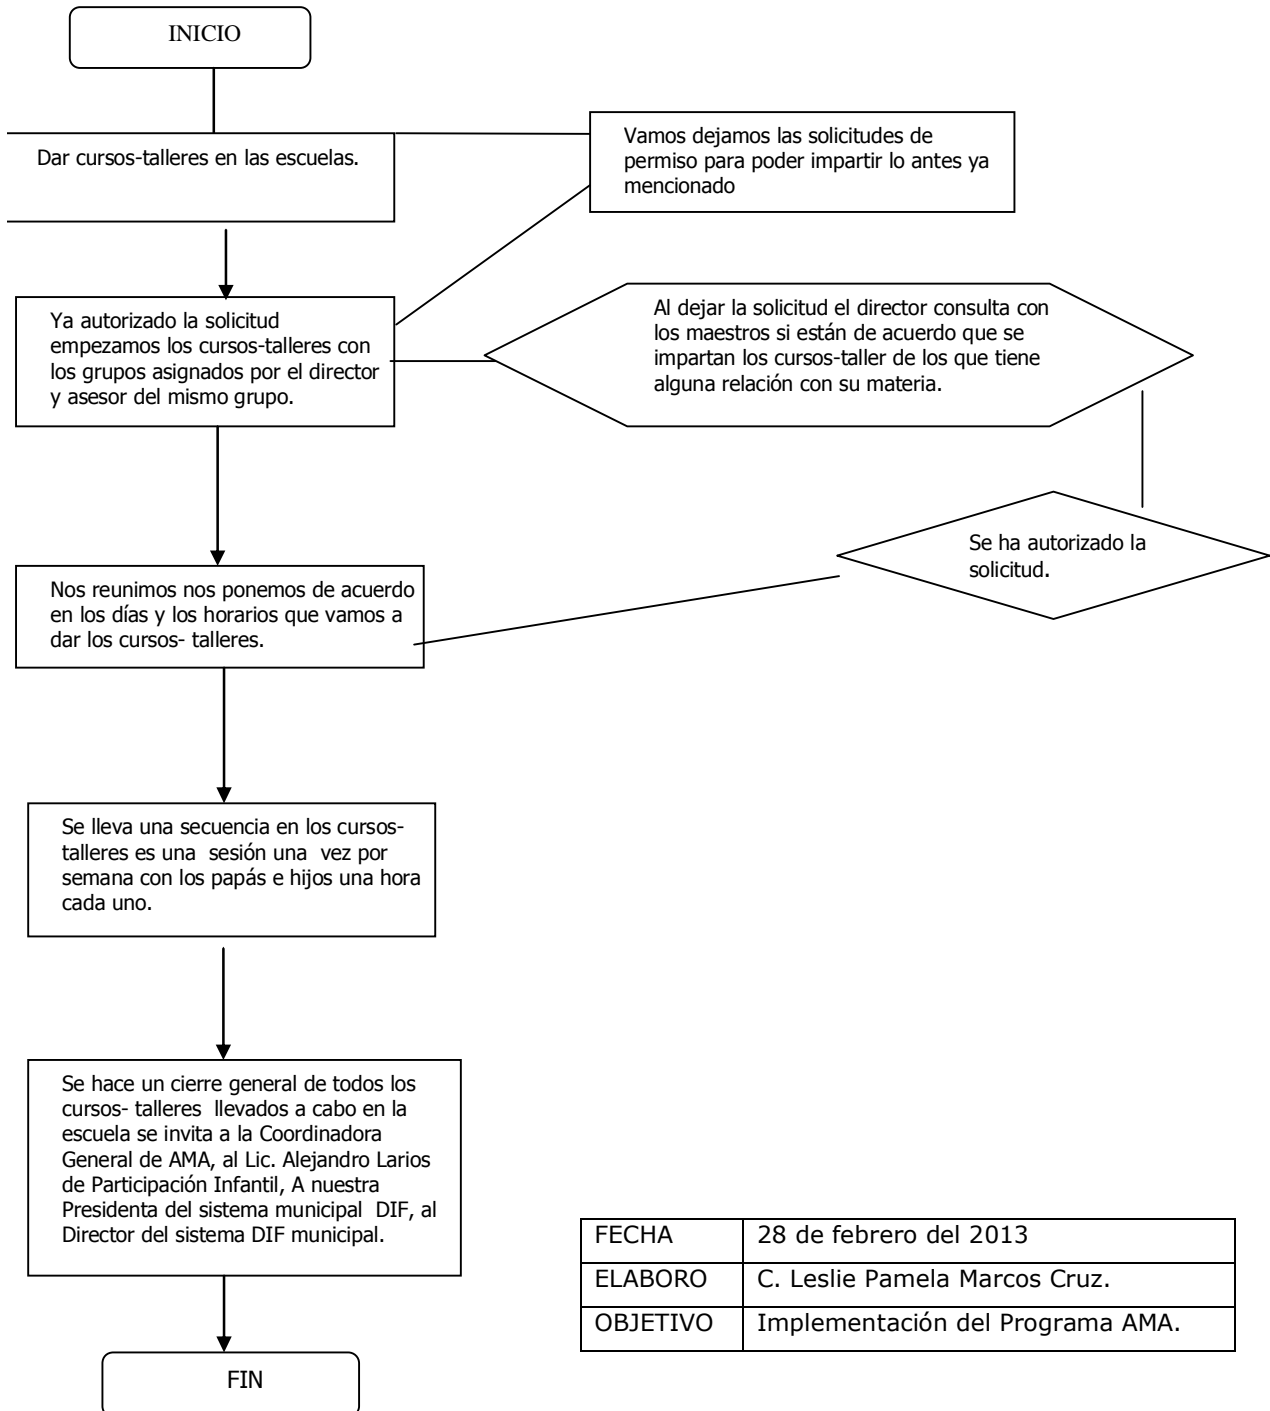 INICIO
Dar cursos-talleres en las escuelas.
Vamos dejamos las solicitudes de
permiso para poder impartir lo antes ya
mencionado
Ya autorizado la solicitud
empezamos los cursos-talleres con
los grupos asignados por el director
y asesor del mismo grupo.
Al dejar la solicitud el director consulta con
los maestros si están de acuerdo que se
impartan los cursos-taller de los que tiene
alguna relación con su materia.
Se ha autorizado la
solicitud.
Nos reunimos nos ponemos de acuerdo
en los días y los horarios que vamos a
dar los cursos- talleres.
Se lleva una secuencia en los cursos-
talleres es una  sesión una  vez por
semana con los papás e hijos una hora
cada uno.
Se hace un cierre general de todos los
cursos- talleres  llevados a cabo en la
escuela se invita a la Coordinadora
General de AMA, al Lic. Alejandro Larios
de Participación Infantil, A nuestra
Presidenta del sistema municipal  DIF, al
Director del sistema DIF municipal.
FIN
FECHA 28 de febrero del 2013
ELABORO C. Leslie Pamela Marcos Cruz.
OBJETIVO Implementación del Programa AMA.